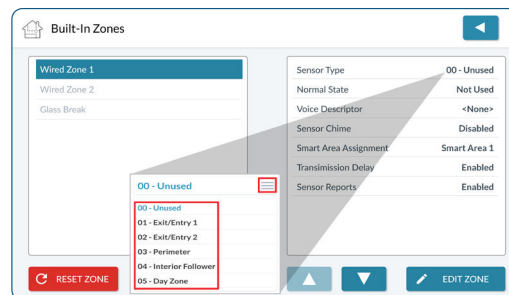 Built-In Zones
Wired Zone 1
Wired Zone 2
Glass Break
Sensor Type 00 - Unused
Normal State Not Used
Voice Descriptor <None>
Sensor Chime Disabled
Smart Area Assignment Smart Area 1
Transimission Delay Enabled
Sensor Reports Enabled
00 - Unused
00 - Unused
01 - Exit/Entry 1
02 - Exit/Entry 2
03 - Perimeter
04 - Interior Follower
05 - Day Zone
RESET ZONE
EDIT ZONE